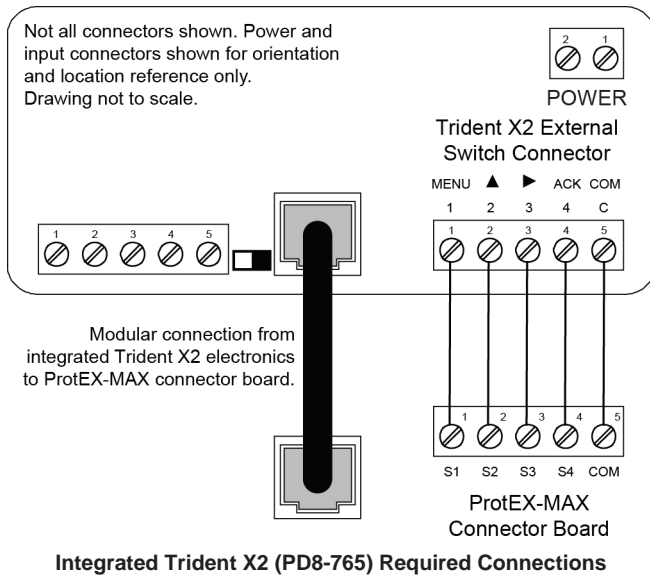 Not all connectors shown. Power and
input connectors shown for orientation
and location reference only.
Drawing not to scale.
2 1
POWER
Trident X2 External
Switch Connector
MENU ▲ ► ACK COM
1 2 3 4 C
1 2 3 4 5
1 2 3 4 5
Modular connection from
integrated Trident X2 electronics
to ProtEX-MAX connector board.
1 2 3 4 5
S1 S2 S3 S4 COM
ProtEX-MAX
Connector Board
Integrated Trident X2 (PD8-765) Required Connections